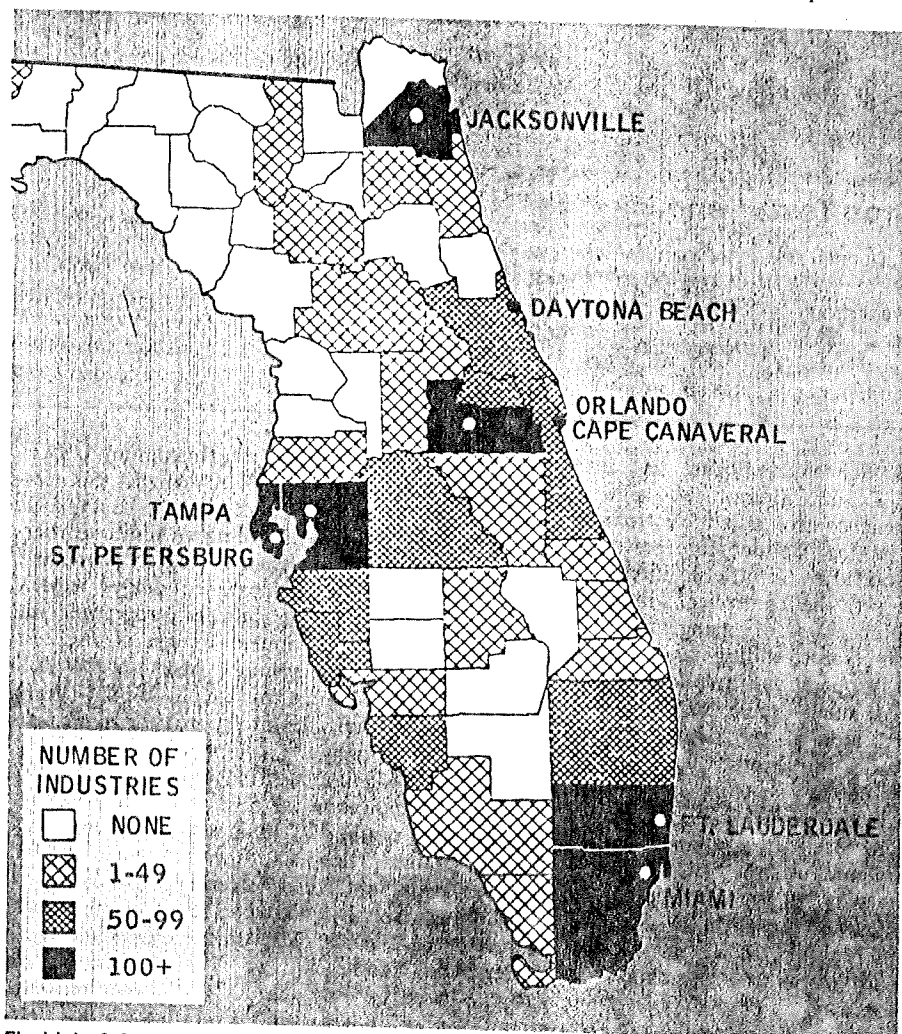 JACKSONVILLE
DAYTONA BEACH
ORLANDO
CAPE CANAVERAL
TAMPA
ST. PETERSBURG
FT. LAUDERDALE
MIAMI
NUMBER OF
INDUSTRIES
NONE
1-49
50-99
100+